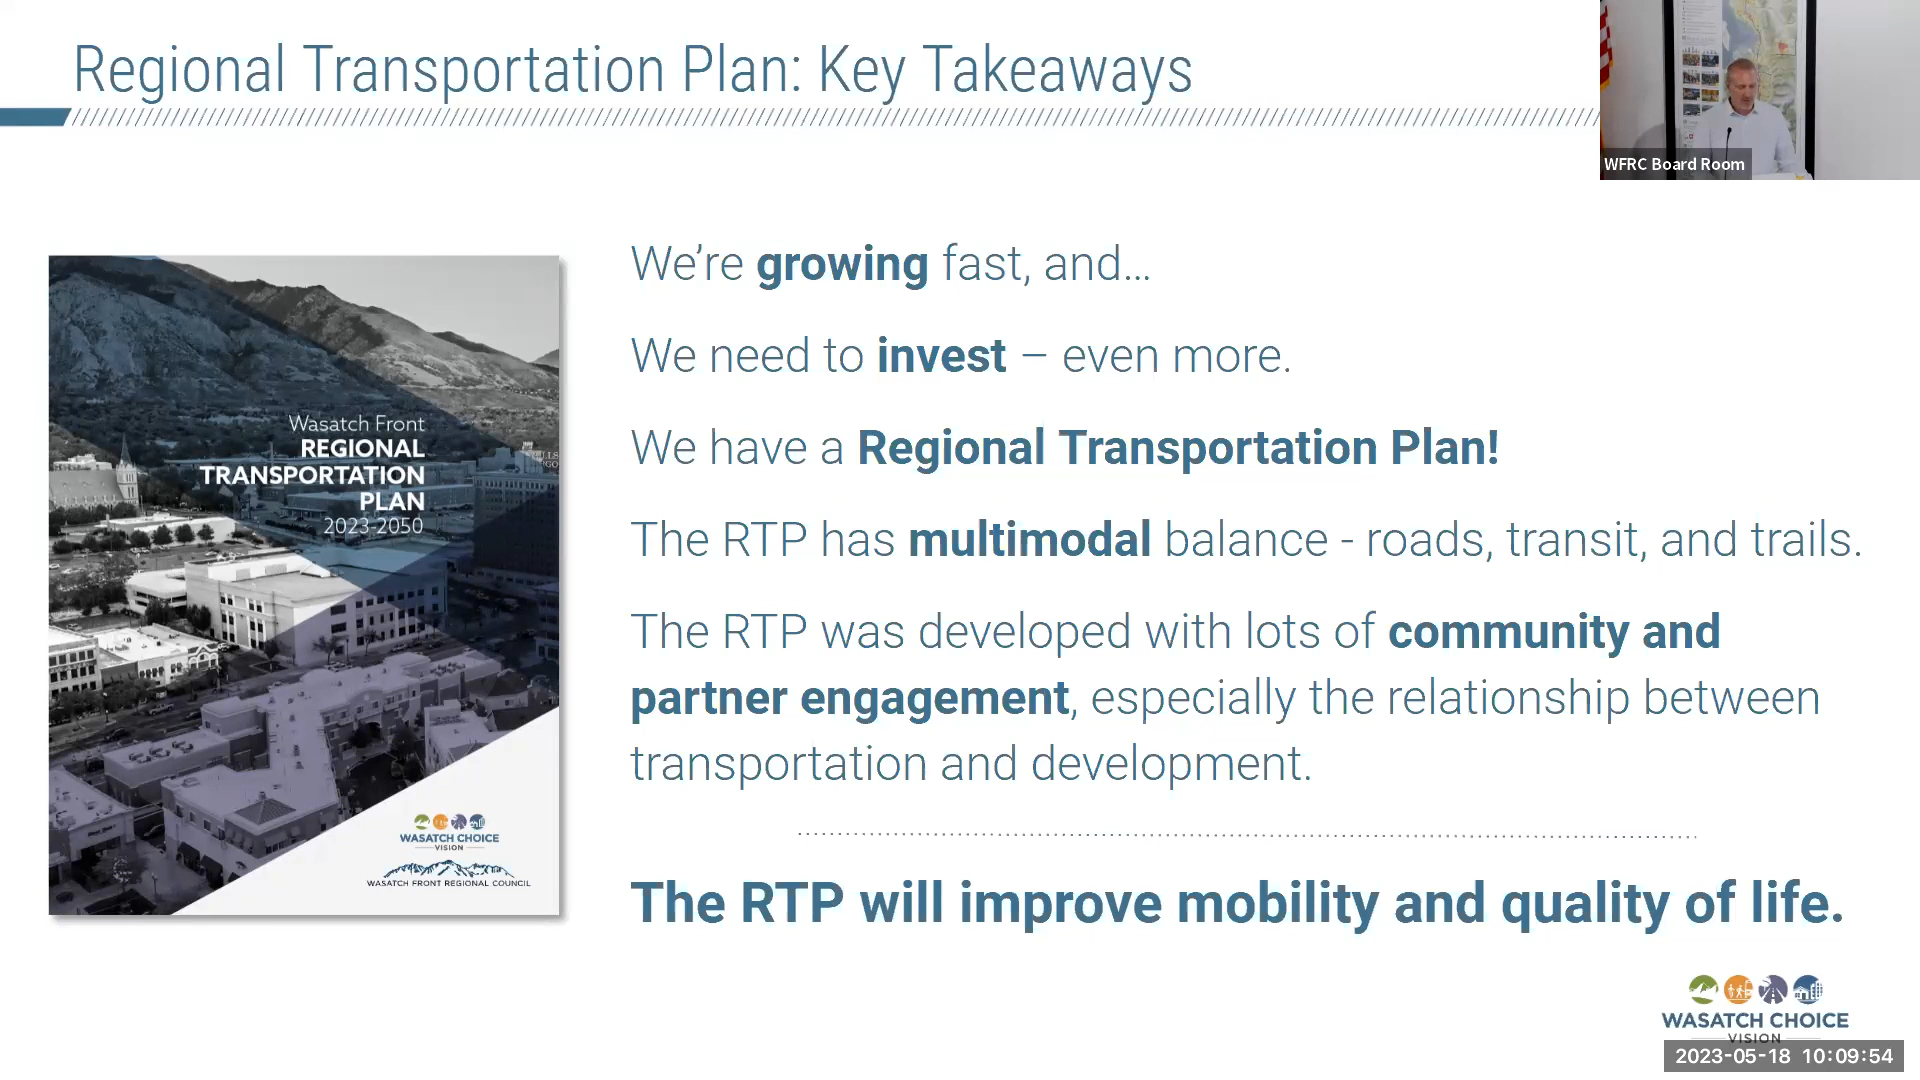 Regional Transportation Plan: Key Takeaways
WFRC Board Room
We’re growing fast, and…
We need to invest – even more.
We have a Regional Transportation Plan!
The RTP has multimodal balance - roads, transit, and trails.
The RTP was developed with lots of community and
partner engagement, especially the relationship between
transportation and development.
The RTP will improve mobility and quality of life.
Wasatch Front
REGIONAL
TRANSPORTATION
PLAN
2023-2050
WASATCH CHOICE
VISION
WASATCH FRONT REGIONAL COUNCIL
WASATCH CHOICE
VISION
2023-05-18 10:09:54